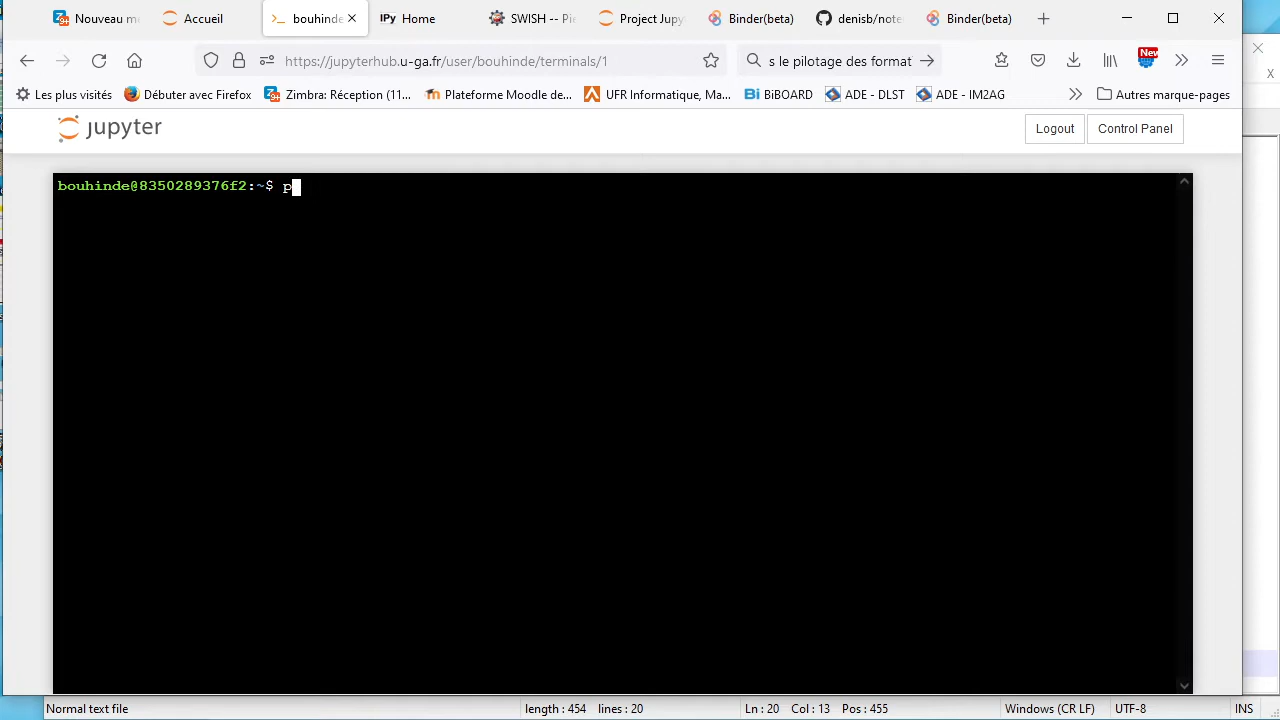 Nouveau m
Accueil
bouhinde
IPy Home
SWISH -- Pi
Project Jupy
Binder(beta)
denisb/note
Binder(beta)
https://jupyterhub.u-ga.fr/user/bouhinde/terminals/1
s le pilotage des format
New
Les plus visités
Débuter avec Firefox
Zimbra: Réception (11...
Plateforme Moodle de...
UFR Informatique, Ma...
Bi BiBOARD
ADE - DLST
ADE - IM2AG
Autres marque-pages
jupyter
Logout
Control Panel
bouhinde@8350289376f2:~$ p
Normal text file
length : 454
lines : 20
Ln : 20
Col : 13
Pos : 455
Windows (CR LF)
UTF-8
INS